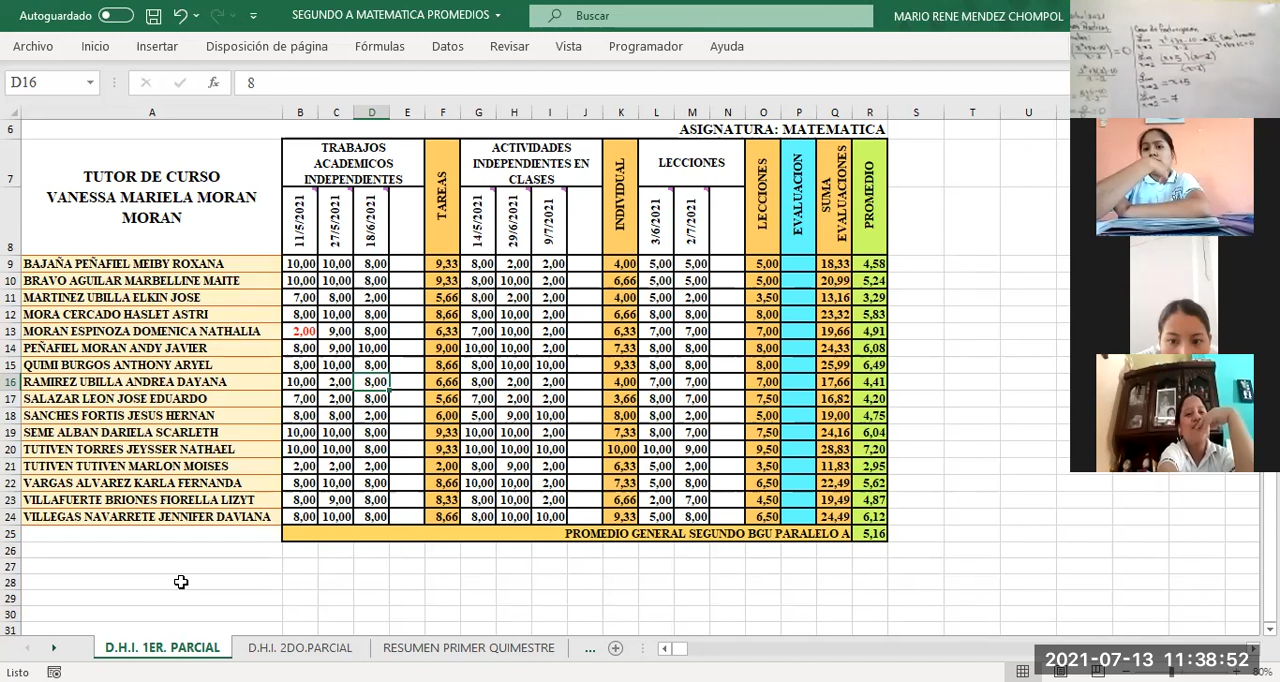 Autoguardado
SEGUNDO A MATEMATICA PROMEDIOS
Buscar
MARIO RENE MENDEZ CHOMPOL
Archivo Inicio Insertar Disposición de página Fórmulas Datos Revisar Vista Programador Ayuda
D16 fx 8
A B C D E F G H I J K L M N O P Q R S T U
6 ASIGNATURA: MATEMATICA
7 TUTOR DE CURSO VANESSA MARIELA MORAN MORAN
TRABAJOS ACADEMICOS INDEPENDIENTES
TAREAS
ACTIVIDADES INDEPENDIENTES EN CLASES
INDIVIDUAL
LECCIONES
LECCIONES
EVALUACION
SUMA EVALUACIONES
PROMEDIO
8 11/5/2021 27/5/2021 18/6/2021 14/5/2021 29/6/2021 9/7/2021 3/6/2021 2/7/2021
9 BAJAÑA PEÑAFIEL MEIBY ROXANA 10,00 10,00 8,00 9,33 8,00 2,00 2,00 4,00 5,00 5,00 5,00 18,33 4,58
10 BRAVO AGUILAR MARBELLINE MAITE 10,00 10,00 8,00 9,33 8,00 10,00 2,00 6,66 5,00 5,00 5,00 20,99 5,24
11 MARTINEZ UBILLA ELKIN JOSE 7,00 8,00 2,00 5,66 8,00 2,00 2,00 4,00 5,00 2,00 3,50 13,16 3,29
12 MORA CERCADO HASLET ASTRI 8,00 10,00 8,00 8,66 8,00 10,00 2,00 6,66 8,00 8,00 8,00 23,32 5,83
13 MORAN ESPINOZA DOMENICA NATHALIA 2,00 9,00 8,00 6,33 7,00 10,00 2,00 6,33 7,00 7,00 7,00 19,66 4,91
14 PEÑAFIEL MORAN ANDY JAVIER 8,00 9,00 10,00 9,00 10,00 10,00 2,00 7,33 8,00 8,00 8,00 24,33 6,08
15 QUIMI BURGOS ANTHONY ARYEL 8,00 10,00 8,00 8,66 8,00 10,00 10,00 9,33 8,00 8,00 8,00 25,99 6,49
16 RAMIREZ UBILLA ANDREA DAYANA 10,00 2,00 8,00 6,66 8,00 2,00 2,00 4,00 7,00 7,00 7,00 17,66 4,41
17 SALAZAR LEON JOSE EDUARDO 7,00 2,00 8,00 5,66 7,00 2,00 2,00 3,66 8,00 7,00 7,50 16,82 4,20
18 SANCHES FORTIS JESUS HERNAN 8,00 8,00 2,00 6,00 5,00 9,00 10,00 8,00 8,00 2,00 5,00 19,00 4,75
19 SEME ALBAN DARIELA SCARLETH 10,00 10,00 8,00 9,33 10,00 10,00 2,00 7,33 8,00 7,00 7,50 24,16 6,04
20 TUTIVEN TORRES JEYSSER NATHAEL 10,00 10,00 8,00 9,33 10,00 10,00 10,00 10,00 10,00 9,00 9,50 28,83 7,20
21 TUTIVEN TUTIVEN MARLON MOISES 2,00 2,00 2,00 2,00 8,00 9,00 2,00 6,33 5,00 2,00 3,50 11,83 2,95
22 VARGAS ALVAREZ KARLA FERNANDA 8,00 10,00 8,00 8,66 10,00 10,00 2,00 7,33 5,00 8,00 6,50 22,49 5,62
23 VILLAFUERTE BRIONES FIORELLA LIZYT 8,00 9,00 8,00 8,33 8,00 10,00 2,00 6,66 2,00 7,00 4,50 19,49 4,87
24 VILLEGAS NAVARRETE JENNIFER DAVIANA 8,00 10,00 8,00 8,66 8,00 10,00 10,00 9,33 5,00 8,00 6,50 24,49 6,12
25 PROMEDIO GENERAL SEGUNDO BGU PARALELO A 5,16
26
27
28
29
30
31
D.H.I. 1ER. PARCIAL D.H.I. 2DO.PARCIAL RESUMEN PRIMER QUIMESTRE ...
Listo
2021-07-13 11:38:52
80%